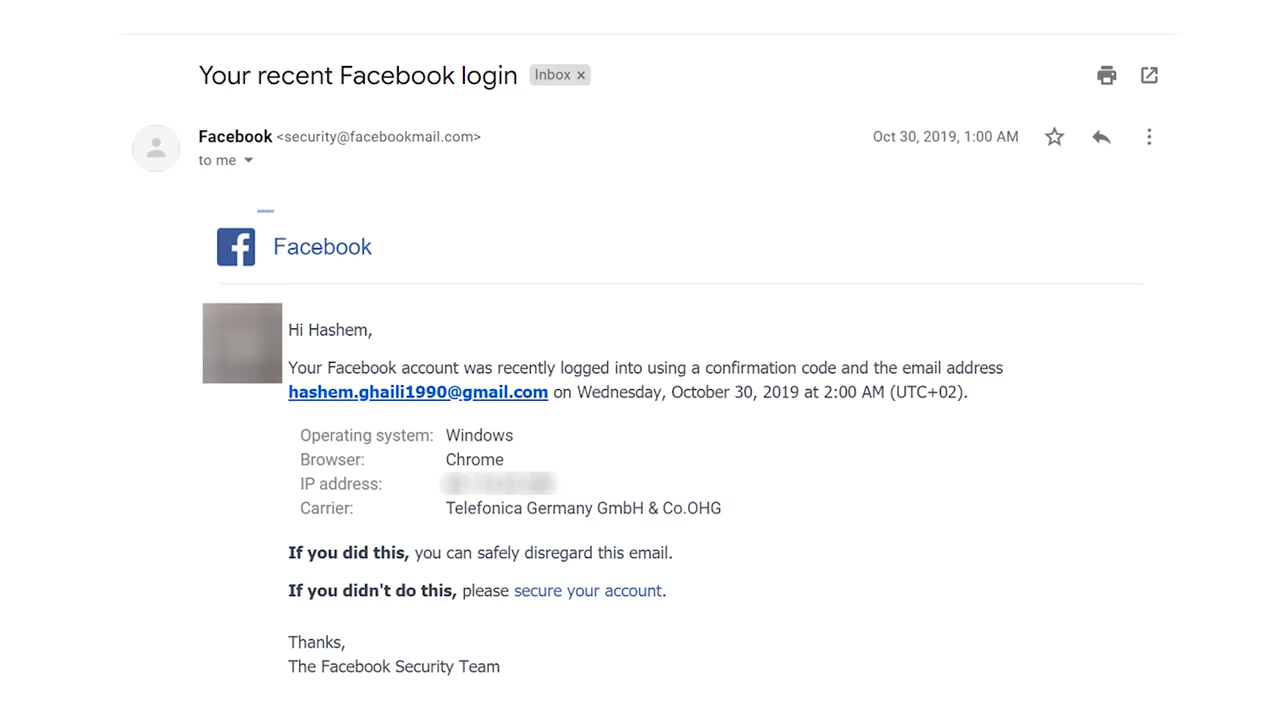 Your recent Facebook login Inbox ×
Facebook <security@facebookmail.com> Oct 30, 2019, 1:00 AM
to me
Facebook
Hi Hashem,
Your Facebook account was recently logged into using a confirmation code and the email address
hashem.ghaili1990@gmail.com on Wednesday, October 30, 2019 at 2:00 AM (UTC+02).
Operating system: Windows
Browser: Chrome
IP address:
Carrier: Telefonica Germany GmbH & Co.OHG
If you did this, you can safely disregard this email.
If you didn't do this, please secure your account.
Thanks,
The Facebook Security Team